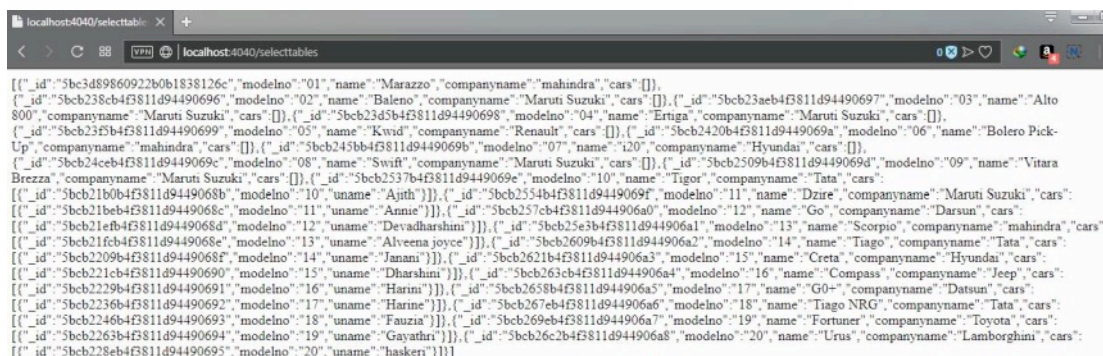 localhost:4040/selecttable
VPN localhost:4040/selecttables
[{"_id":"5bc3d89860922b0b1838126c","modelno":"01","name":"Marazzo","companyname":"mahindra","cars":[]},
{"_id":"5bcb238cb4f3811d94490696","modelno":"02","name":"Baleno","companyname":"Maruti Suzuki","cars":[]},{"_id":"5bcb23aeb4f3811d94490697","modelno":"03","name":"Alto
800","companyname":"Maruti Suzuki","cars":[]},{"_id":"5bcb23d5b4f3811d94490698","modelno":"04","name":"Ertiga","companyname":"Maruti Suzuki","cars":[]},
{"_id":"5bcb23f5b4f3811d94490699","modelno":"05","name":"Kwid","companyname":"Renault","cars":[]},{"_id":"5bcb2420b4f3811d9449069a","modelno":"06","name":"Bolero Pick-
Up","companyname":"mahindra","cars":[]},{"_id":"5bcb245bb4f3811d9449069b","modelno":"07","name":"i20","companyname":"Hyundai","cars":[]},
{"_id":"5bcb24ceb4f3811d9449069c","modelno":"08","name":"Swift","companyname":"Maruti Suzuki","cars":[]},{"_id":"5bcb2509b4f3811d9449069d","modelno":"09","name":"Vitara
Brezza","companyname":"Maruti Suzuki","cars":[]},{"_id":"5bcb2537b4f3811d9449069e","modelno":"10","name":"Tigor","companyname":"Tata","cars":
[{"_id":"5bcb21b0b4f3811d9449068b","modelno":"10","uname":"Ajith"}]},{"_id":"5bcb2554b4f3811d9449069f","modelno":"11","name":"Dzire","companyname":"Maruti Suzuki","cars":
[{"_id":"5bcb21beb4f3811d9449068c","modelno":"11","uname":"Annie"}]},{"_id":"5bcb257cb4f3811d944906a0","modelno":"12","name":"Go","companyname":"Darsun","cars":
[{"_id":"5bcb21efb4f3811d9449068d","modelno":"12","uname":"Devadharshini"}]},{"_id":"5bcb25e3b4f3811d944906a1","modelno":"13","name":"Scorpio","companyname":"mahindra","cars"
[{"_id":"5bcb21fcb4f3811d9449068e","modelno":"13","uname":"Alveena joyce"}]},{"_id":"5bcb2609b4f3811d944906a2","modelno":"14","name":"Tiago","companyname":"Tata","cars":
[{"_id":"5bcb2209b4f3811d9449068f","modelno":"14","uname":"Janani"}]},{"_id":"5bcb2621b4f3811d944906a3","modelno":"15","name":"Creta","companyname":"Hyundai","cars":
[{"_id":"5bcb221cb4f3811d94490690","modelno":"15","uname":"Dharshini"}]},{"_id":"5bcb263cb4f3811d944906a4","modelno":"16","name":"Compass","companyname":"Jeep","cars":
[{"_id":"5bcb2229b4f3811d94490691","modelno":"16","uname":"Harini"}]},{"_id":"5bcb2658b4f3811d944906a5","modelno":"17","name":"G0+","companyname":"Datsun","cars":
[{"_id":"5bcb2236b4f3811d94490692","modelno":"17","uname":"Harine"}]},{"_id":"5bcb267eb4f3811d944906a6","modelno":"18","name":"Tiago NRG","companyname":"Tata","cars":
[{"_id":"5bcb2246b4f3811d94490693","modelno":"18","uname":"Fauzia"}]},{"_id":"5bcb269eb4f3811d944906a7","modelno":"19","name":"Fortuner","companyname":"Toyota","cars":
[{"_id":"5bcb2263b4f3811d94490694","modelno":"19","uname":"Gayathri"}]},{"_id":"5bcb26c2b4f3811d944906a8","modelno":"20","name":"Urus","companyname":"Lamborghini","cars":
[{"_id":"5bcb228eb4f3811d94490695","modelno":"20","uname":"haskeri"}]}]